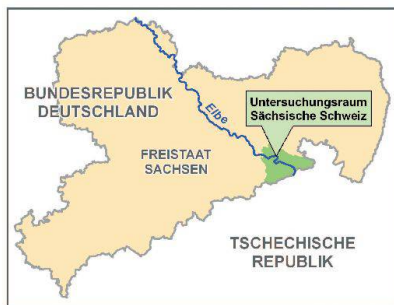 BUNDESREPUBLIK
DEUTSCHLAND
Elbe
Untersuchungsraum
Sächsische Schweiz
FREISTAAT
SACHSEN
TSCHECHISCHE
REPUBLIK